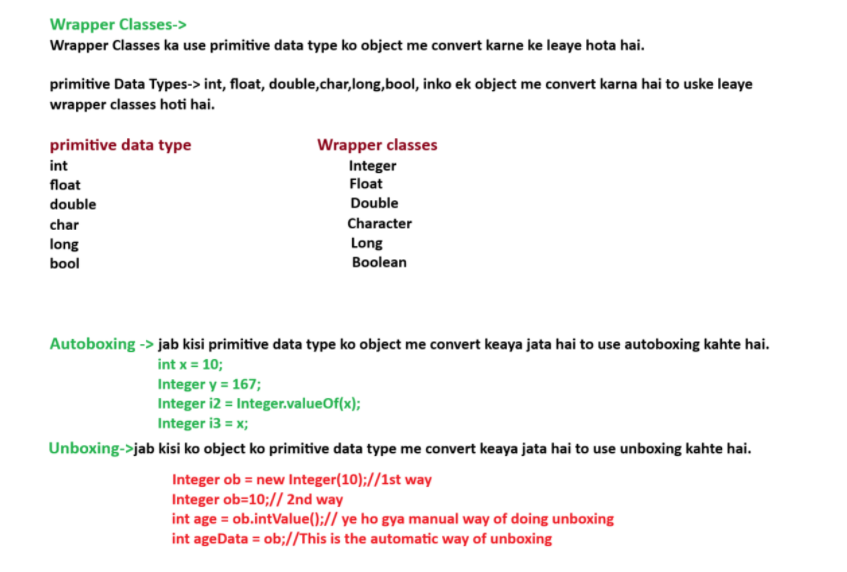 Wrapper Classes->
Wrapper Classes ka use primitive data type ko object me convert karne ke leaye hota hai.
primitive Data Types-> int, float, double,char,long,bool, inko ek object me convert karna hai to uske leaye
wrapper classes hoti hai.
primitive data type Wrapper classes
int Integer
float Float
double Double
char Character
long Long
bool Boolean
Autoboxing -> jab kisi primitive data type ko object me convert keaya jata hai to use autoboxing kahte hai.
int x = 10;
Integer y = 167;
Integer i2 = Integer.valueOf(x);
Integer i3 = x;
Unboxing->jab kisi ko object ko primitive data type me convert keaya jata hai to use unboxing kahte hai.
Integer ob = new Integer(10);//1st way
Integer ob=10;// 2nd way
int age = ob.intValue();// ye ho gya manual way of doing unboxing
int ageData = ob;//This is the automatic way of unboxing